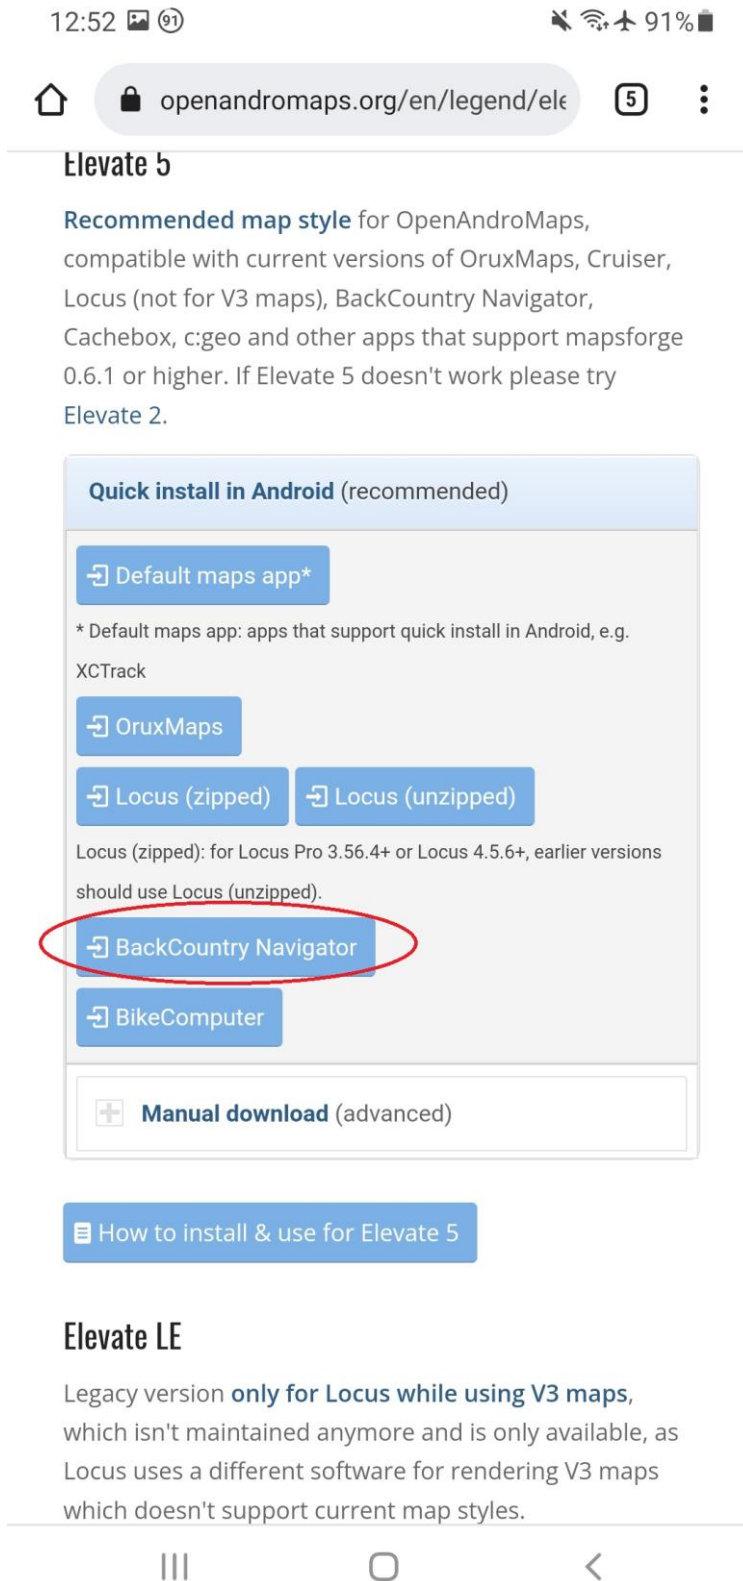 12:52 91 91%
openandromaps.org/en/legend/ele 5
Elevate 5
Recommended map style for OpenAndroMaps,
compatible with current versions of OruxMaps, Cruiser,
Locus (not for V3 maps), BackCountry Navigator,
Cachebox, c:geo and other apps that support mapsforge
0.6.1 or higher. If Elevate 5 doesn't work please try
Elevate 2.
Quick install in Android (recommended)
Default maps app*
* Default maps app: apps that support quick install in Android, e.g.
XCTrack
OruxMaps
Locus (zipped) Locus (unzipped)
Locus (zipped): for Locus Pro 3.56.4+ or Locus 4.5.6+, earlier versions
should use Locus (unzipped).
BackCountry Navigator
BikeComputer
Manual download (advanced)
How to install & use for Elevate 5
Elevate LE
Legacy version only for Locus while using V3 maps,
which isn't maintained anymore and is only available, as
Locus uses a different software for rendering V3 maps
which doesn't support current map styles.